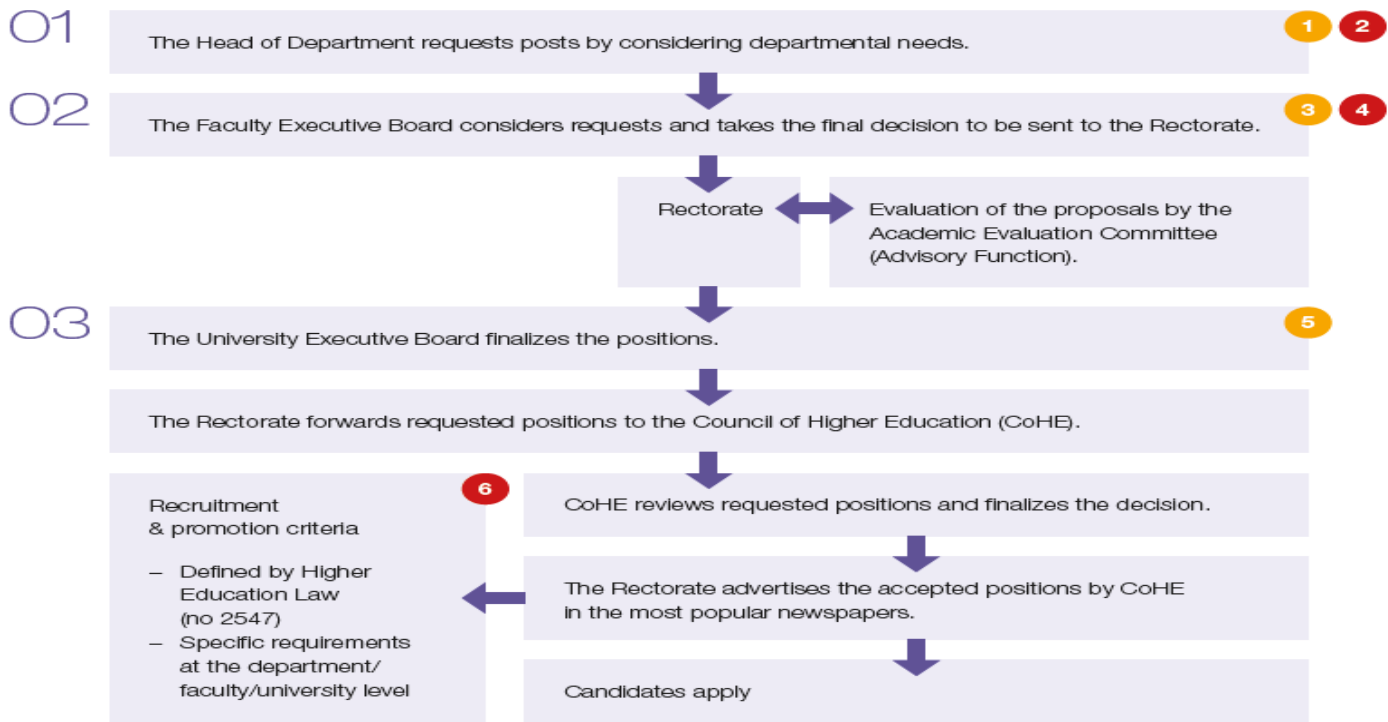 01
The Head of Department requests posts by considering departmental needs.
1 2
02
The Faculty Executive Board considers requests and takes the final decision to be sent to the Rectorate.
3 4
Rectorate
Evaluation of the proposals by the
Academic Evaluation Committee
(Advisory Function).
03
The University Executive Board finalizes the positions.
5
The Rectorate forwards requested positions to the Council of Higher Education (CoHE).
6
Recruitment
& promotion criteria
– Defined by Higher
Education Law
(no 2547)
– Specific requirements
at the department/
faculty/university level
CoHE reviews requested positions and finalizes the decision.
The Rectorate advertises the accepted positions by CoHE
in the most popular newspapers.
Candidates apply